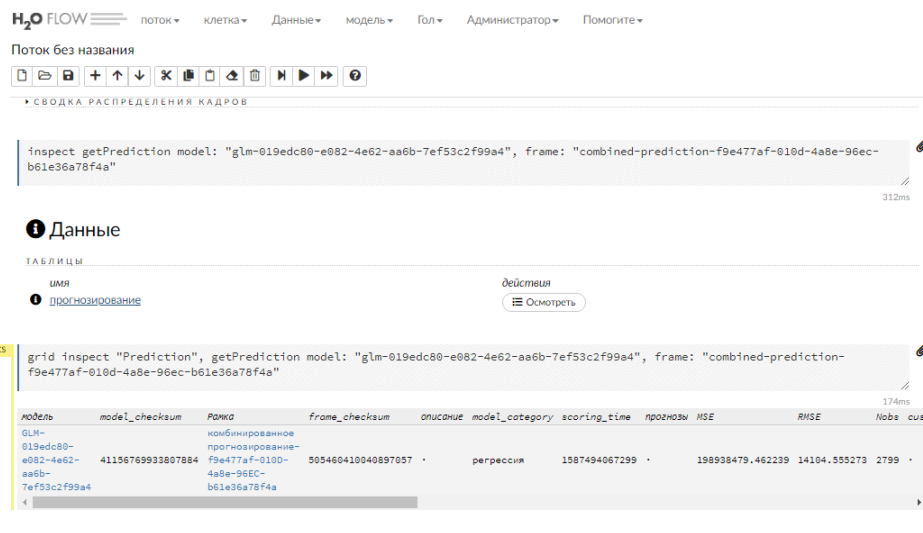 H2O FLOW поток клетка Данные модель Гол Администратор Помогите
Поток без названия
СВОДКА РАСПРЕДЕЛЕНИЯ КАДРОВ
inspect getPrediction model: "glm-019edc80-e082-4e62-aa6b-7ef53c2f99a4", frame: "combined-prediction-f9e477af-010d-4a8e-96ec-
b61e36a78f4a"
312ms
Данные
ТАБЛИЦЫ
имя действия
прогнозирование Осмотреть
cs
grid inspect "Prediction", getPrediction model: "glm-019edc80-e082-4e62-aa6b-7ef53c2f99a4", frame: "combined-prediction-
f9e477af-010d-4a8e-96ec-b61e36a78f4a"
174ms
модель model_checksum Рамка frame_checksum описание model_category scoring_time прогнозы MSE RMSE Nobs cus
GLM- комбинированное
019edc80- прогнозирование-
e082-4e62- 41156769933807884 f9e477af-010D- 505460410040897057 · регрессия 1587494067299 · 198938479.462239 14104.555273 2799 ·
aa6b- 4a8e-96EC-
7ef53c2f99a4 b61e36a78f4a